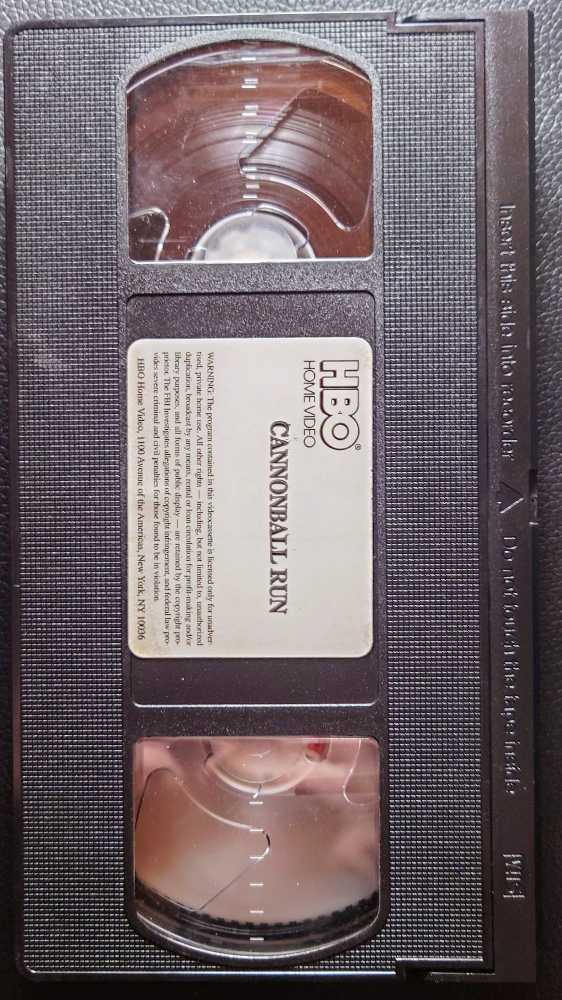 Insert this side into recorder △ Do not touch the tape inside
HBO®
HOME VIDEO
CANNONBALL RUN
WARNING: The program contained in this videocassette is licensed only for unadver-
tised, private home use. All other rights — including, but not limited to, unauthorized
duplication, broadcast by any means, rental or loan circulation for profit-making and/or
library purposes, and all forms of public display — are retained by the copyright pro-
prietor. The FBI Investigates allegations of copyright infringement, and federal law pro-
vides severe criminal and civil penalties for those found to be in violation.
HBO Home Video, 1100 Avenue of the Americas, New York, NY 10036